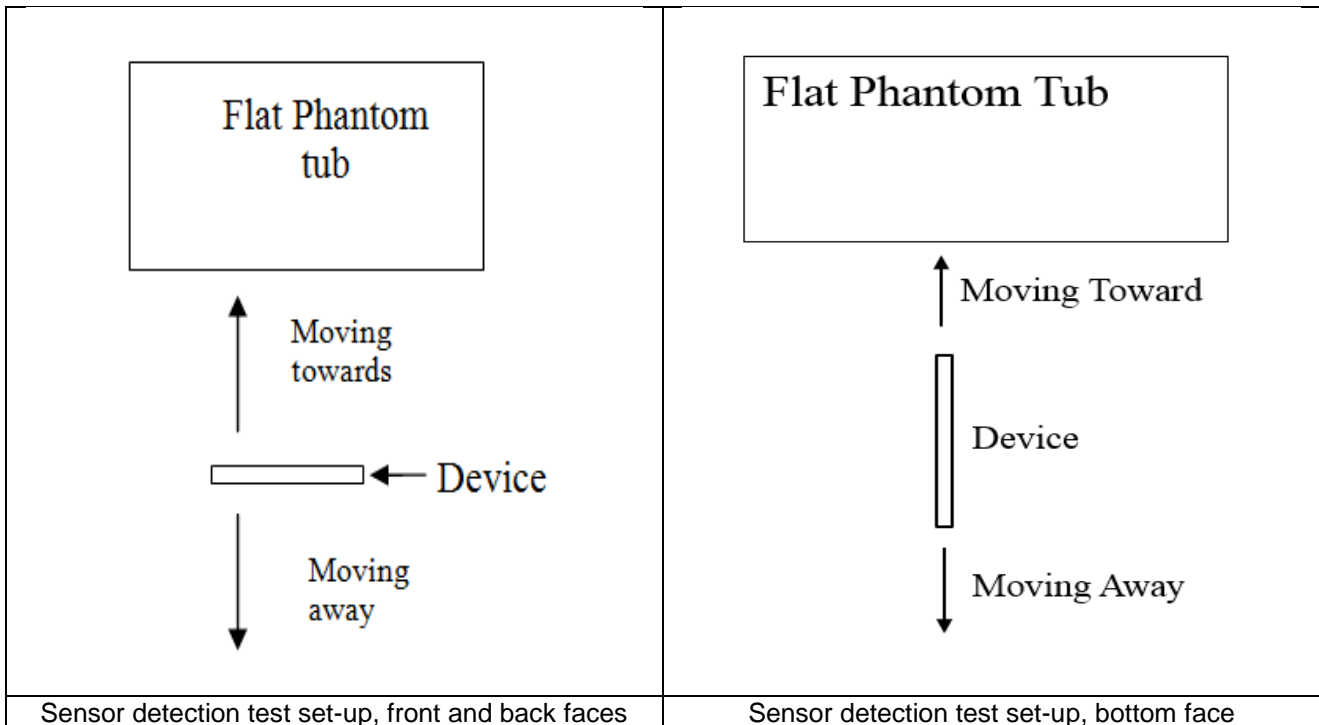 Flat Phantom
tub
Moving
towards
Device
Moving
away
Sensor detection test set-up, front and back faces
Flat Phantom Tub
Moving Toward
Device
Moving Away
Sensor detection test set-up, bottom face